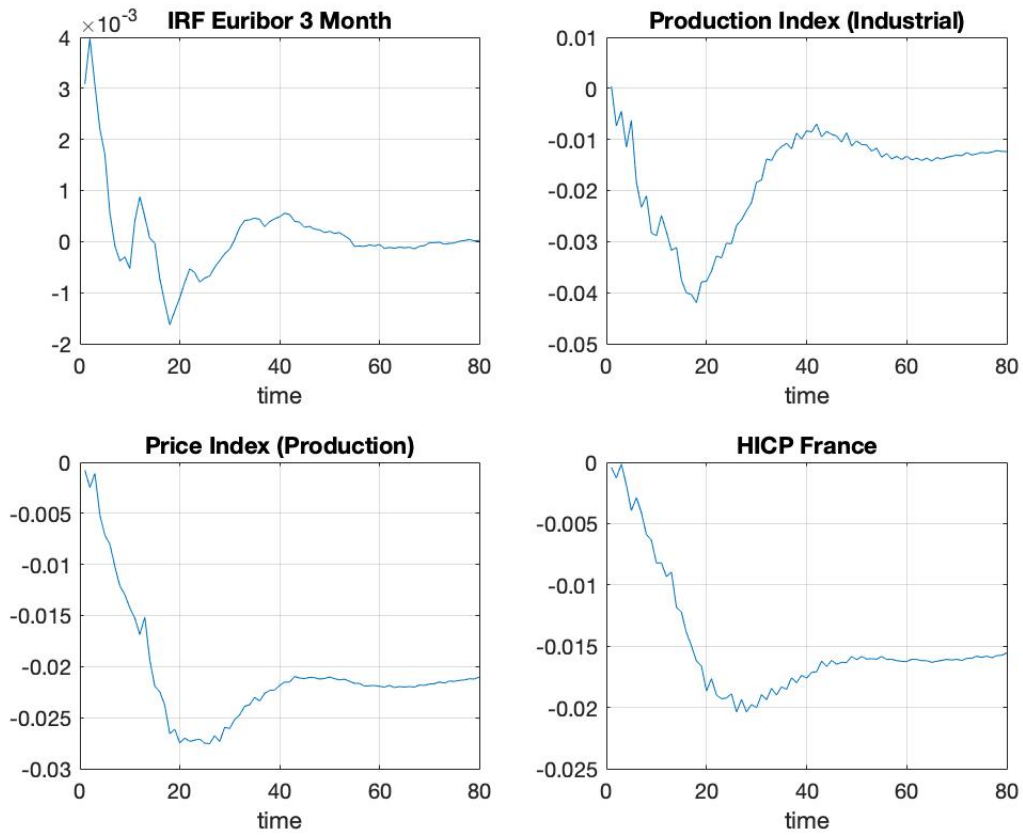 ×10⁻³
IRF Euribor 3 Month
4
3
2
1
0
-1
-2
0 20 40 60 80
time
Production Index (Industrial)
0.01
0
-0.01
-0.02
-0.03
-0.04
-0.05
0 20 40 60 80
time
Price Index (Production)
0
-0.005
-0.01
-0.015
-0.02
-0.025
-0.03
0 20 40 60 80
time
HICP France
0
-0.005
-0.01
-0.015
-0.02
-0.025
0 20 40 60 80
time